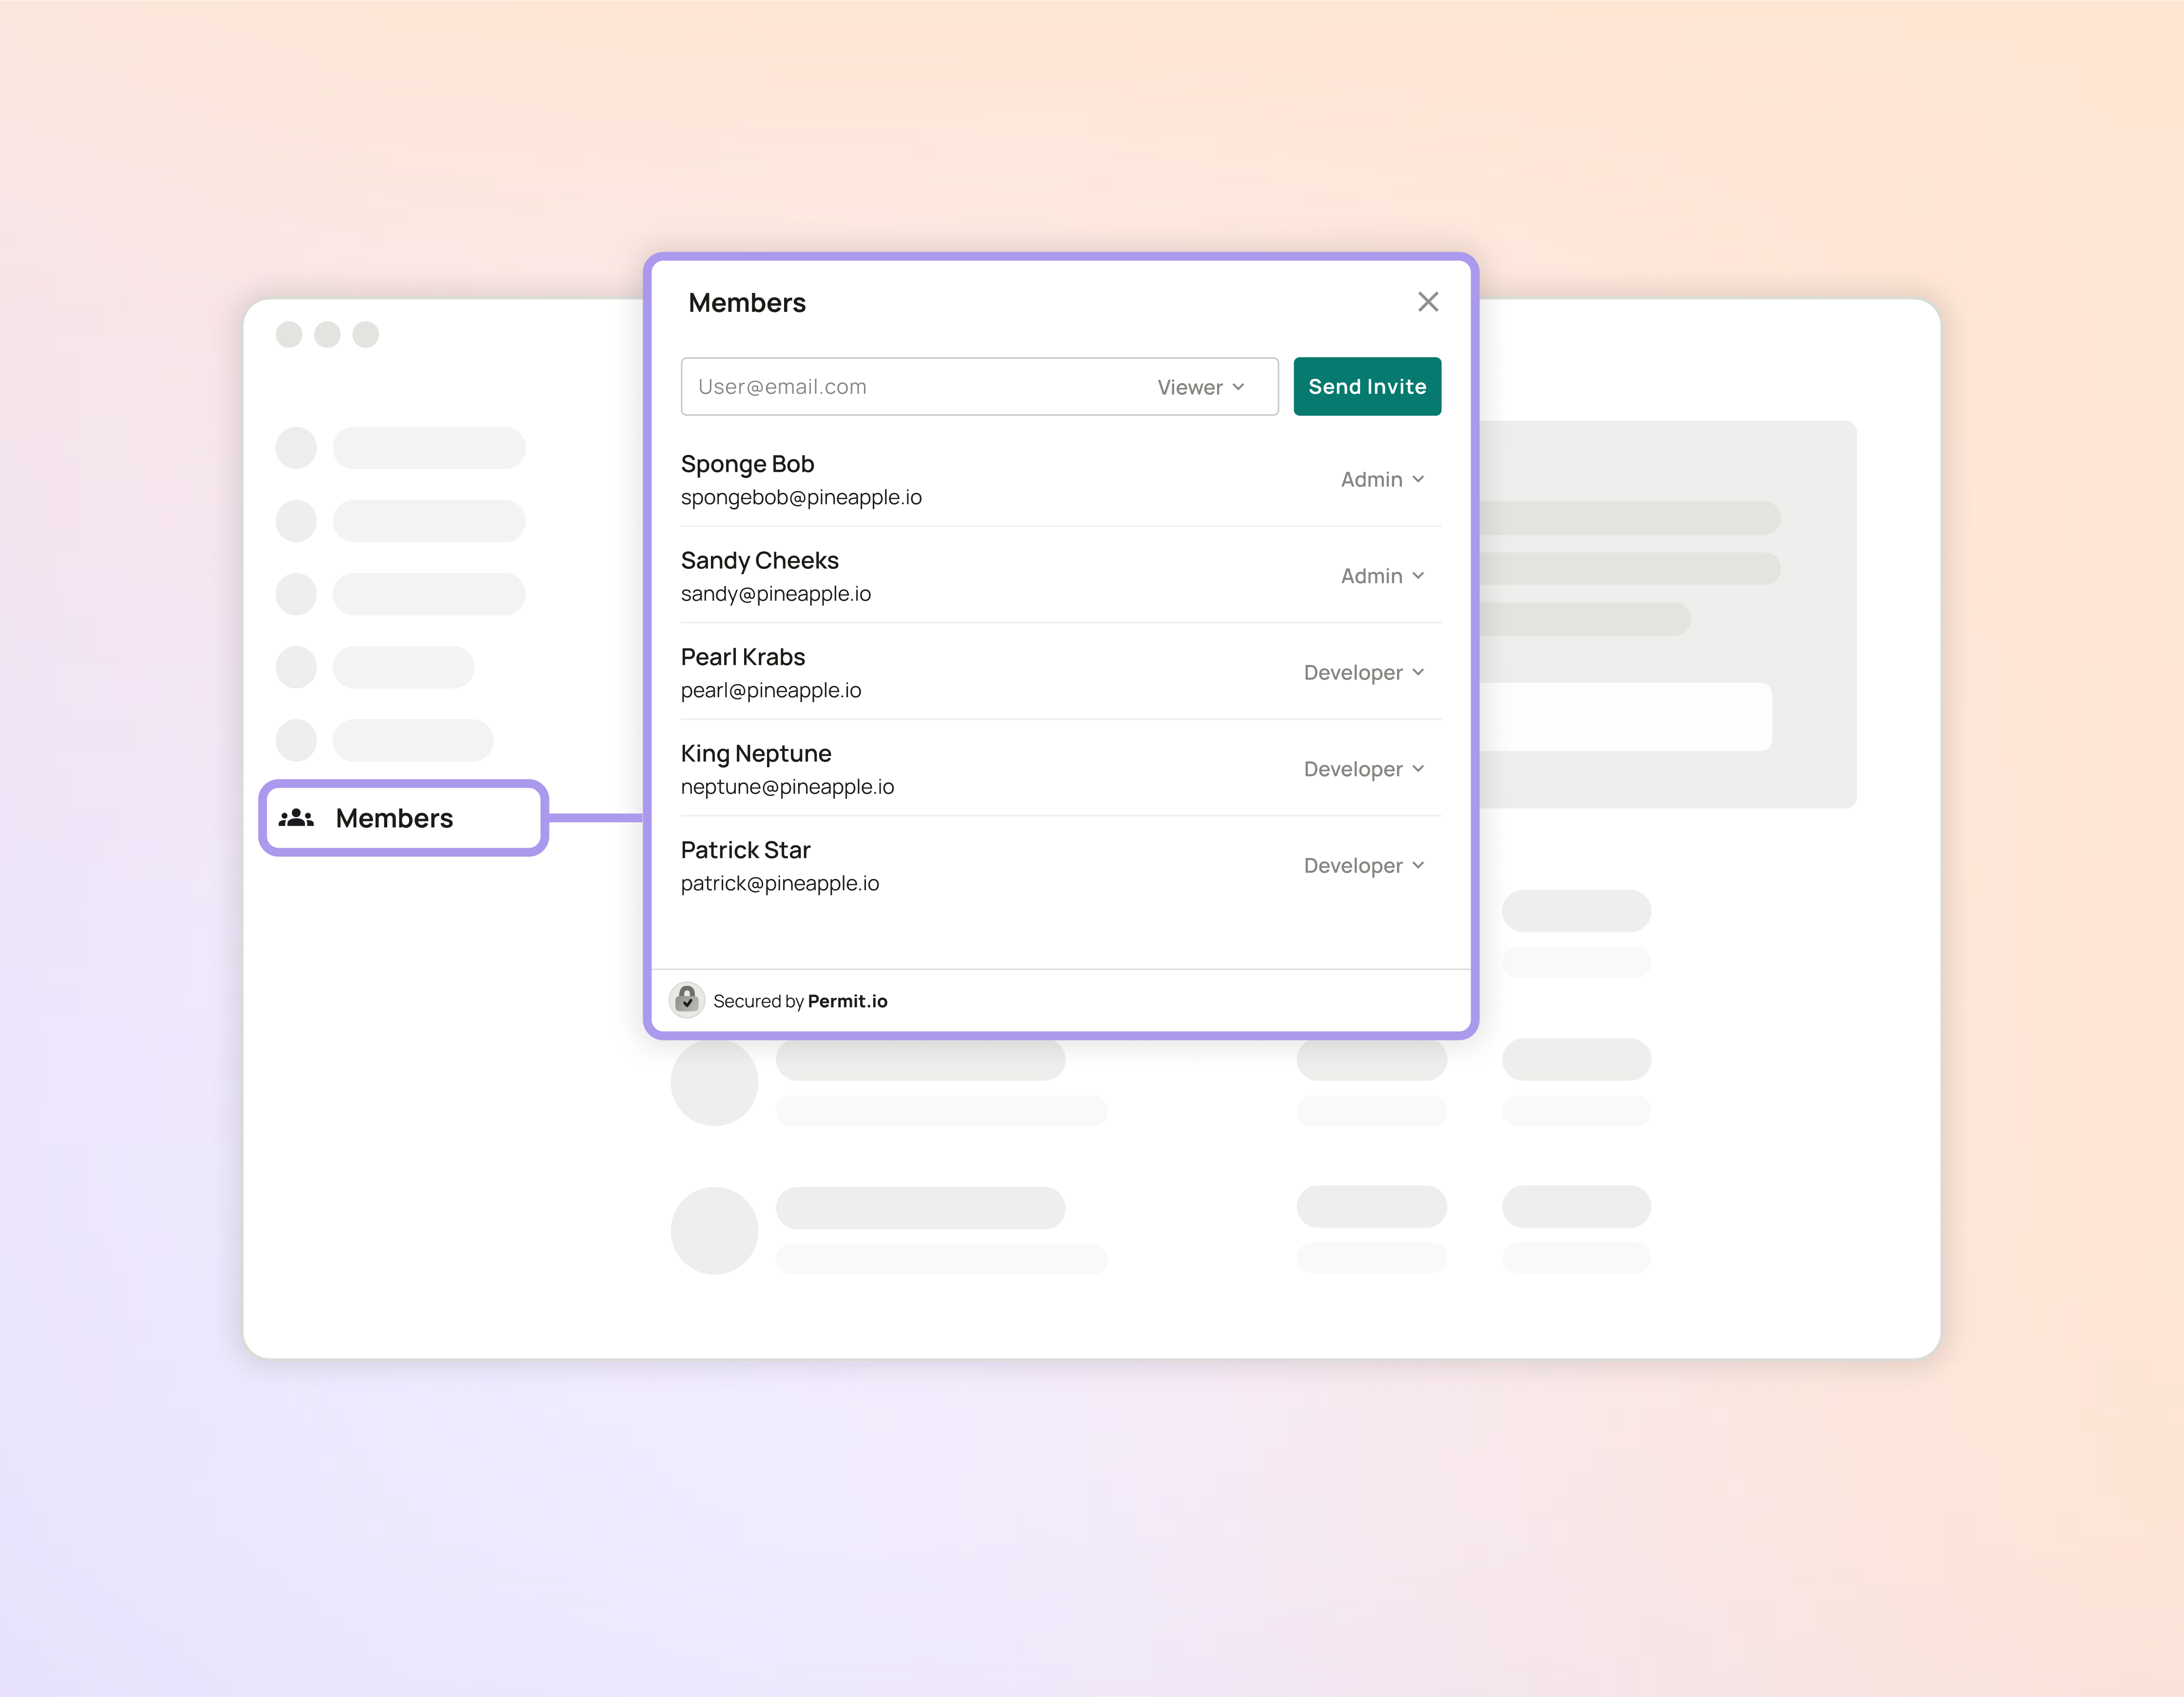 Members
User@email.com Viewer Send Invite
Sponge Bob
spongebob@pineapple.io
Admin
Sandy Cheeks
sandy@pineapple.io
Admin
Pearl Krabs
pearl@pineapple.io
Developer
King Neptune
neptune@pineapple.io
Developer
Patrick Star
patrick@pineapple.io
Developer
Secured by Permit.io
Members